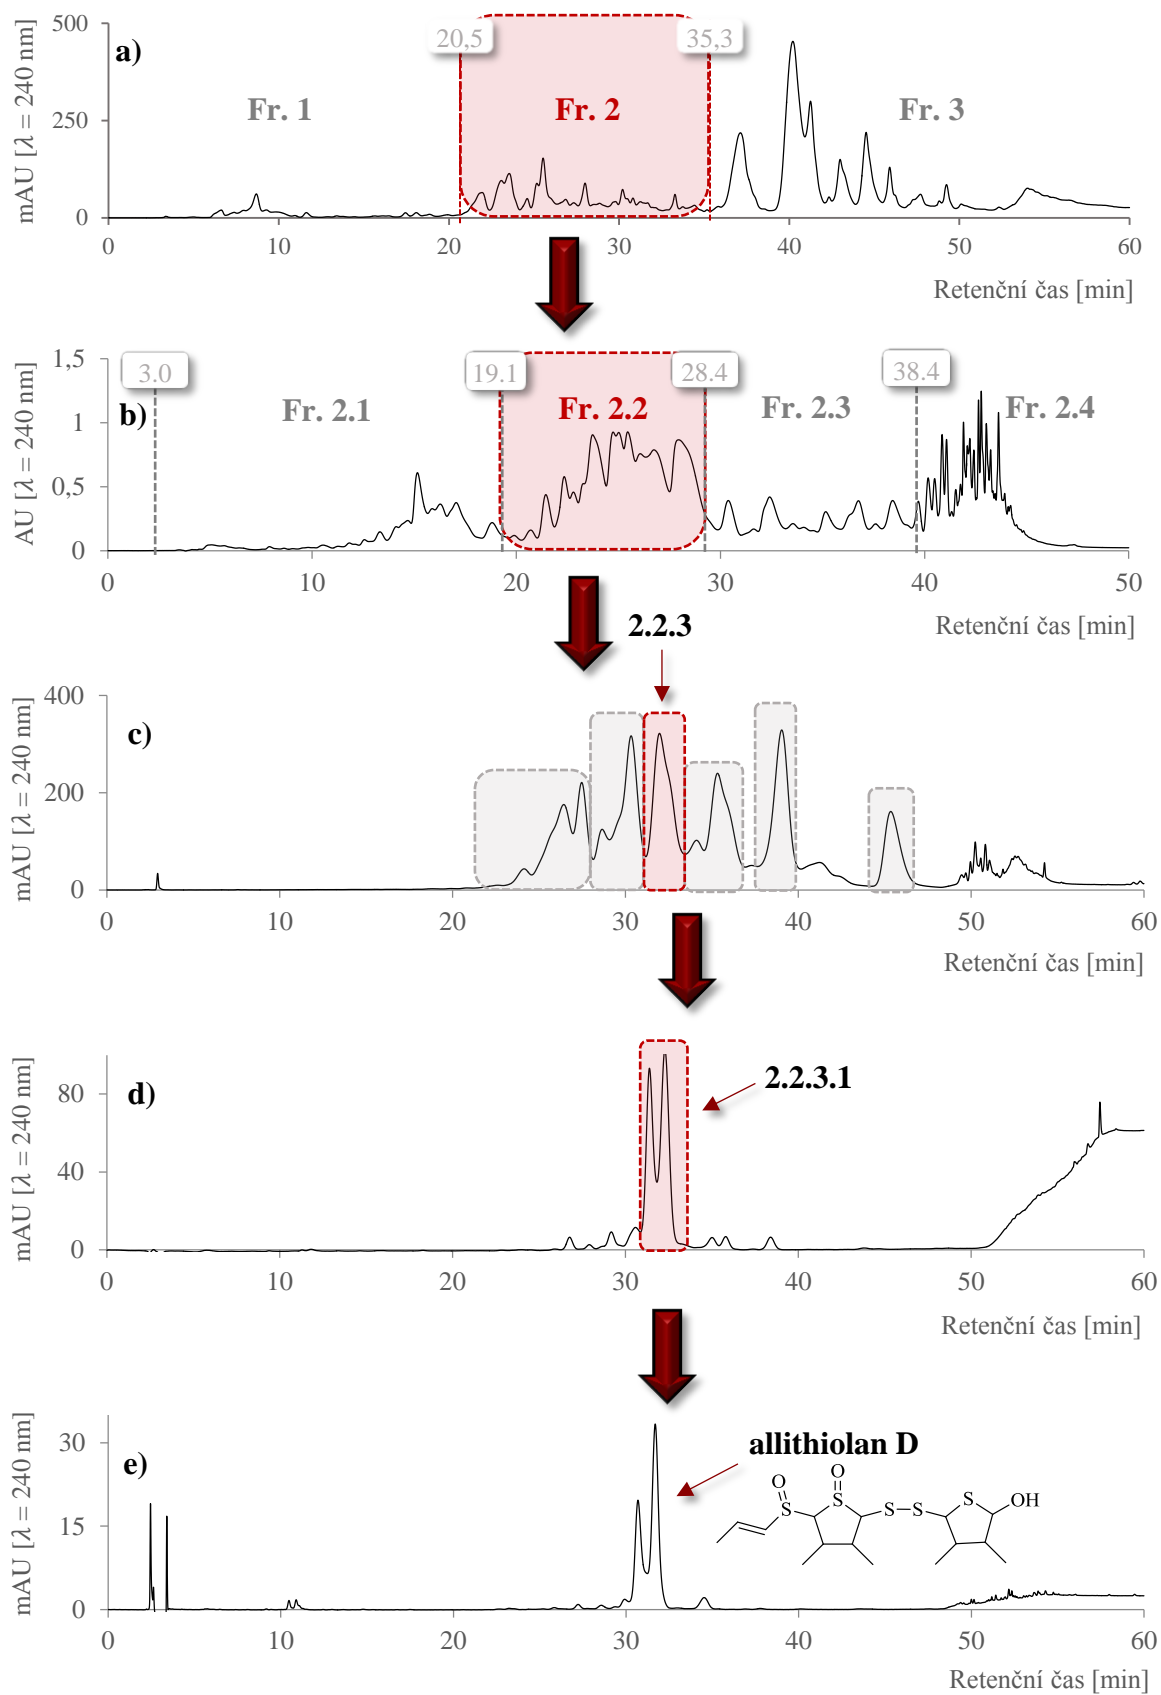 a)
mAU [λ = 240 nm]
500
250
0
20,5
35,3
Fr. 1
Fr. 2
Fr. 3
0 10 20 30 40 50 60
Retenční čas [min]
b)
AU [λ = 240 nm]
1,5
1
0,5
0
3.0
19.1
28.4
38.4
Fr. 2.1
Fr. 2.2
Fr. 2.3
Fr. 2.4
0 10 20 30 40 50
Retenční čas [min]
2.2.3
c)
mAU [λ = 240 nm]
400
200
0
0 10 20 30 40 50 60
Retenční čas [min]
d)
mAU [λ = 240 nm]
80
40
0
2.2.3.1
0 10 20 30 40 50 60
Retenční čas [min]
e)
mAU [λ = 240 nm]
30
15
0
allithiolan D
O
O
S
S
S
S
S
OH
0 10 20 30 40 50 60
Retenční čas [min]